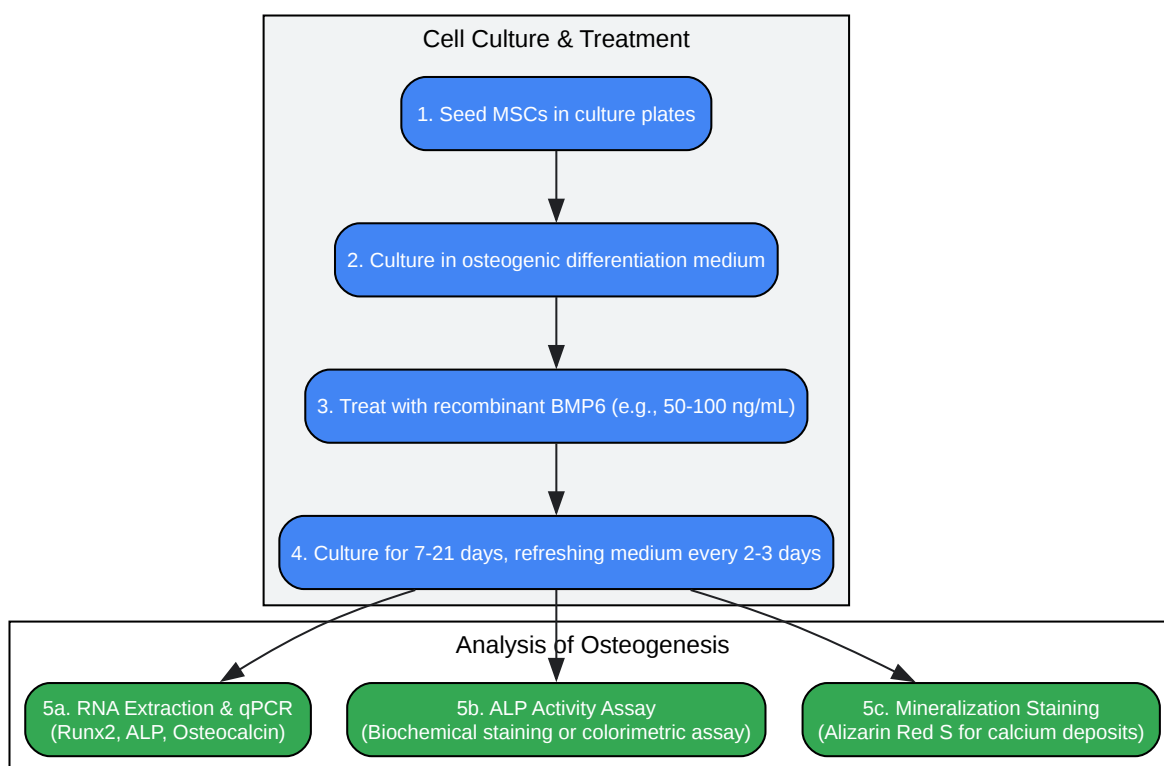 Cell Culture & Treatment
1. Seed MSCs in culture plates
2. Culture in osteogenic differentiation medium
3. Treat with recombinant BMP6 (e.g., 50-100 ng/mL)
4. Culture for 7-21 days, refreshing medium every 2-3 days
Analysis of Osteogenesis
5a. RNA Extraction & qPCR
(Runx2, ALP, Osteocalcin)
5b. ALP Activity Assay
(Biochemical staining or colorimetric assay)
5c. Mineralization Staining
(Alizarin Red S for calcium deposits)